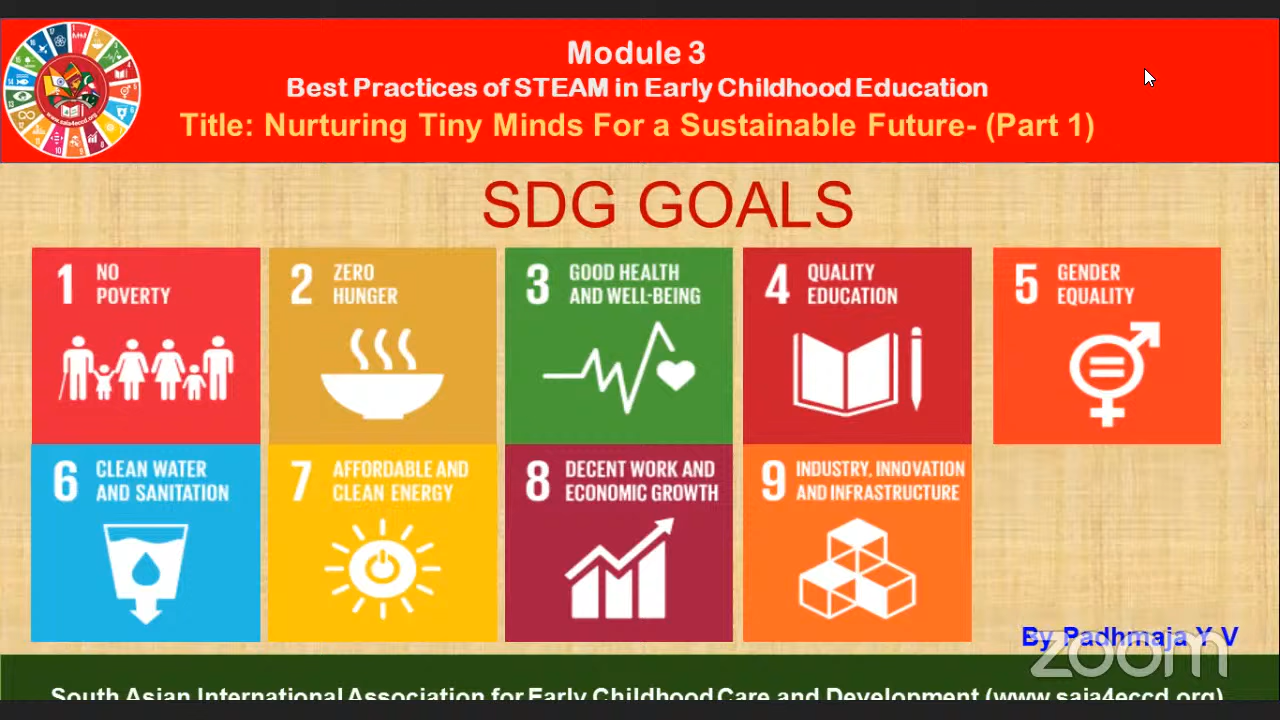 Module 3
Best Practices of STEAM in Early Childhood Education
Title: Nurturing Tiny Minds For a Sustainable Future- (Part 1)
www.saia4eccd.org
SDG GOALS
1 NO
POVERTY
2 ZERO
HUNGER
3 GOOD HEALTH
AND WELL-BEING
4 QUALITY
EDUCATION
5 GENDER
EQUALITY
6 CLEAN WATER
AND SANITATION
7 AFFORDABLE AND
CLEAN ENERGY
8 DECENT WORK AND
ECONOMIC GROWTH
9 INDUSTRY, INNOVATION
AND INFRASTRUCTURE
By Padhmaja Y V
zoom
South Asian International Association for Early Childhood Care and Development (www.saia4eccd.org)